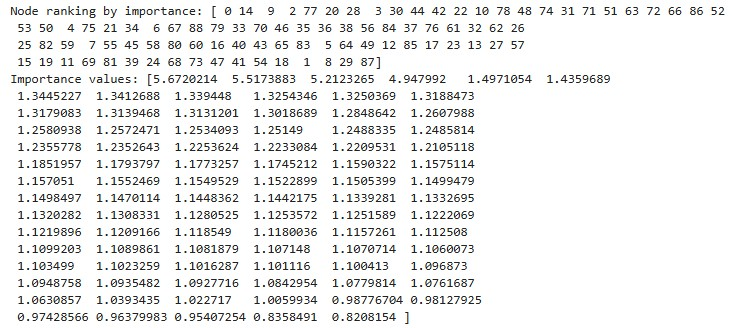 Node ranking by importance: [ 0 14  9  2 77 20 28  3 30 44 42 22 10 78 48 74 31 71 51 63 72 66 86 52
 53 50  4 75 21 34  6 67 88 79 33 70 46 35 36 38 56 84 37 76 61 32 62 26
 25 82 59  7 55 45 58 80 60 16 40 43 65 83  5 64 49 12 85 17 23 13 27 57
 15 19 11 69 81 39 24 68 73 47 41 54 18  1  8 29 87]
Importance values: [5.6720214  5.5173883  5.2123265  4.947992   1.4971054  1.4359689
 1.3445227  1.3412688  1.339448   1.3254346  1.3250369  1.3188473
 1.3179083  1.3139468  1.3131201  1.3018689  1.2848642  1.2607988
 1.2580938  1.2572471  1.2534093  1.25149    1.2488335  1.2485814
 1.2355778  1.2352643  1.2253624  1.2233084  1.2209531  1.2105118
 1.1851957  1.1793797  1.1773257  1.1745212  1.1590322  1.1575114
 1.157051   1.1552469  1.1549529  1.1522899  1.1505399  1.1499479
 1.1498497  1.1470114  1.1448362  1.1442175  1.1339281  1.1332695
 1.1320282  1.1308331  1.1280525  1.1253572  1.1251589  1.1222069
 1.1219896  1.1209166  1.118549   1.1180036  1.1157261  1.112508
 1.1099203  1.1089861  1.1081879  1.107148   1.1070714  1.1060073
 1.103499   1.1023259  1.1016287  1.101116   1.100413   1.096873
 1.0948758  1.0935482  1.0927716  1.0842954  1.0779814  1.0761687
 1.0630857  1.0393435  1.022717   1.0059934  0.98776704 0.98127925
 0.97428566 0.96379983 0.95407254 0.8358491  0.8208154 ]